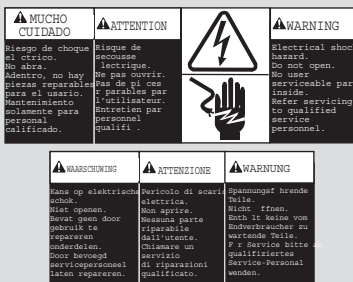 MUCHO
CUIDADO
Riesgo de choque
el ctrico.
No abra.
Adentro, no hay
piezas reparables
para el usario.
Mantenimiento
solamente para
personal
calificado.
ATTENTION
Risque de
secousse
lectrique.
Ne pas ouvrir.
Pas de pi ces
r parables par
l'utilisateur.
Entretien par
personnel
qualifi .
WARNING
Electrical shoc
hazard.
Do not open.
No user
serviceable par
inside.
Refer servicing
to qualified
service
personnel.
WAARSCHUWING
Kans op elektrische
schok.
Niet openen.
Bevat geen door
gebruik te
repareren
onderdelen.
Door bevoegd
servicepersoneel
laten repareren.
ATTENZIONE
Pericolo di scari
elettrica.
Non aprire.
Nessuna parte
riparabile
dall'utente.
Chiamare un
servizio
di riparazioni
qualificato.
WARNUNG
Spannungsf hrende
Teile.
Nicht  ffnen.
Enth lt keine vom
Endverbraucher zu
wartende Teile.
F r Service bitte
qualifiziertes
Service-Personal
wenden.